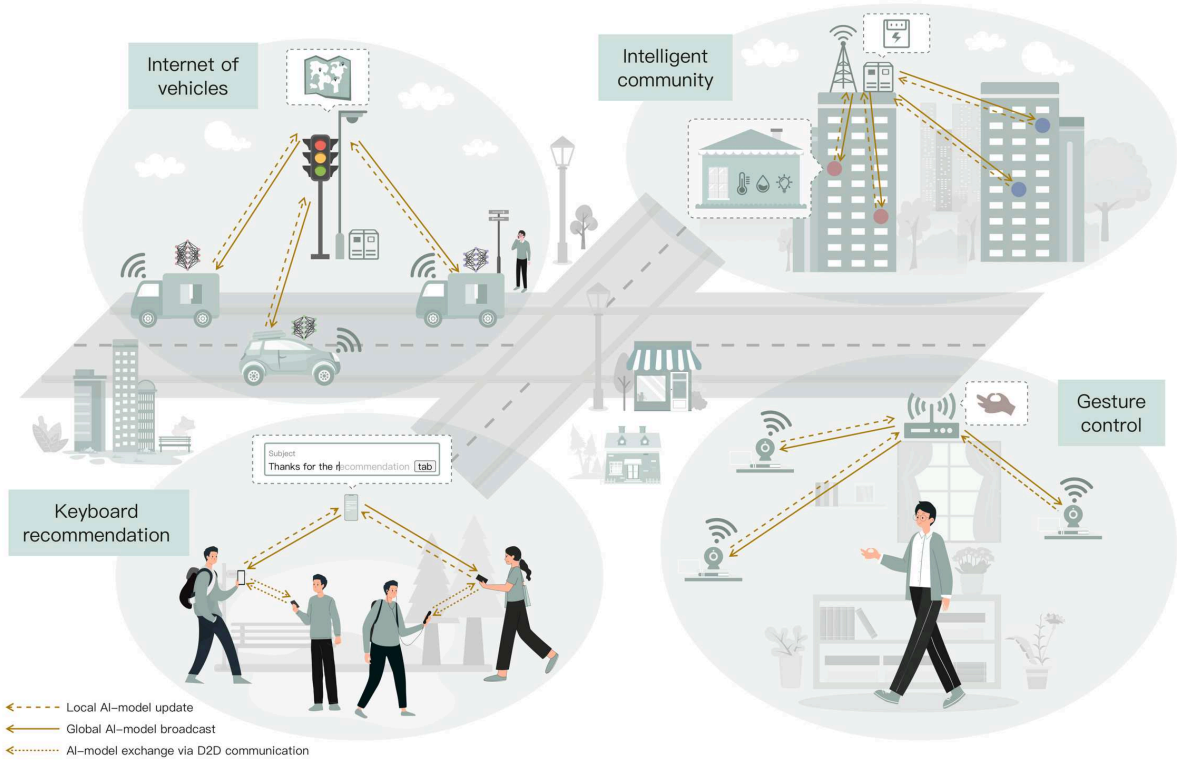 Internet of
vehicles
Intelligent
community
Gesture
control
Subject
Thanks for the recommendation tab
Keyboard
recommendation
Local AI-model update
Global AI-model broadcast
AI-model exchange via D2D communication